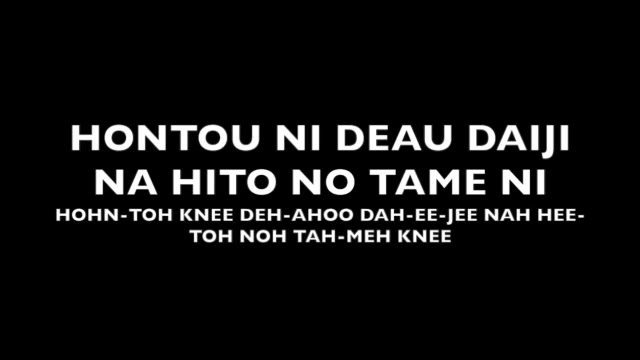 HONTOU NI DEAU DAIJI
NA HITO NO TAME NI
HOHN-TOH KNEE DEH-AHOO DAH-EE-JEE NAH HEE-
TOH NOH TAH-MEH KNEE